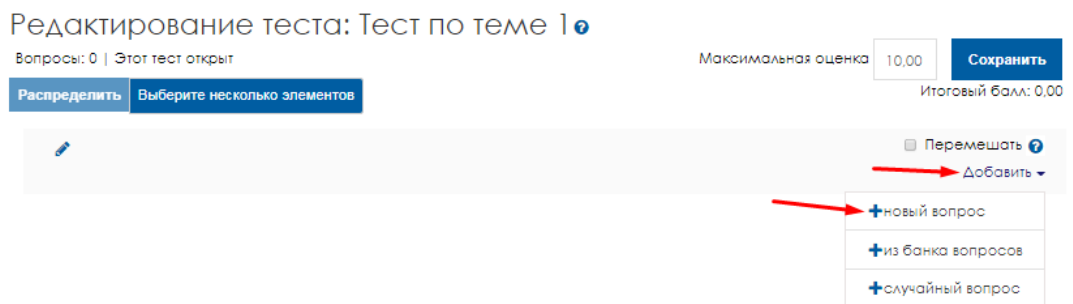 Редактирование теста: Тест по теме 1
Вопросы: 0 | Этот тест открыт
Максимальная оценка 10,00 Сохранить
Распределить Выберите несколько элементов
Итоговый балл: 0,00
Перемешать
Добавить
новый вопрос
из банка вопросов
случайный вопрос